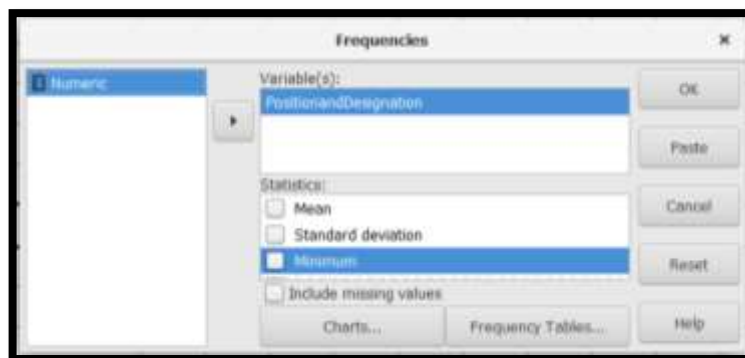 Frequencies
Numeric
Variable(s):
PositionandDesignation
Statistics:
Mean
Standard deviation
Minimum
Include missing values
Charts...
Frequency Tables...
OK
Paste
Cancel
Reset
Help